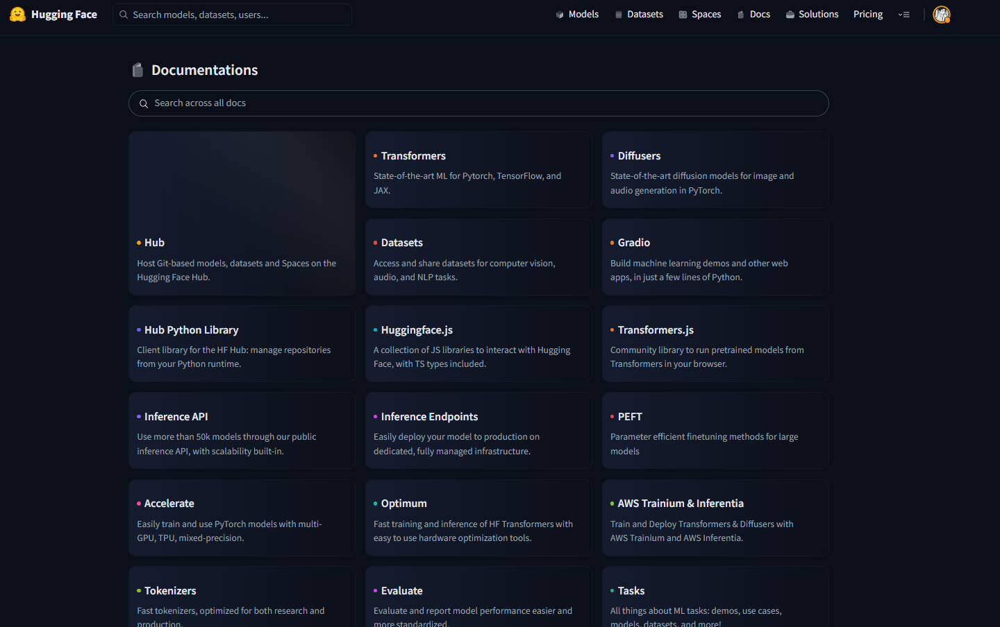 Hugging Face
Search models, datasets, users...
Models
Datasets
Spaces
Docs
Solutions
Pricing
Documentations
Search across all docs
Hub
Host Git-based models, datasets and Spaces on the
Hugging Face Hub.
Transformers
State-of-the-art ML for Pytorch, TensorFlow, and
JAX.
Diffusers
State-of-the-art diffusion models for image and
audio generation in PyTorch.
Datasets
Access and share datasets for computer vision,
audio, and NLP tasks.
Gradio
Build machine learning demos and other web
apps, in just a few lines of Python.
Hub Python Library
Client library for the HF Hub: manage repositories
from your Python runtime.
Huggingface.js
A collection of JS libraries to interact with Hugging
Face, with TS types included.
Transformers.js
Community library to run pretrained models from
Transformers in your browser.
Inference API
Use more than 50k models through our public
inference API, with scalability built-in.
Inference Endpoints
Easily deploy your model to production on
dedicated, fully managed infrastructure.
PEFT
Parameter efficient finetuning methods for large
models
Accelerate
Easily train and use PyTorch models with multi-
GPU, TPU, mixed-precision.
Optimum
Fast training and inference of HF Transformers with
easy to use hardware optimization tools.
AWS Trainium & Inferentia
Train and Deploy Transformers & Diffusers with
AWS Trainium and AWS Inferentia.
Tokenizers
Fast tokenizers, optimized for both research and
production.
Evaluate
Evaluate and report model performance easier and
more standardized.
Tasks
All things about ML tasks: demos, use cases,
models, datasets, and more!